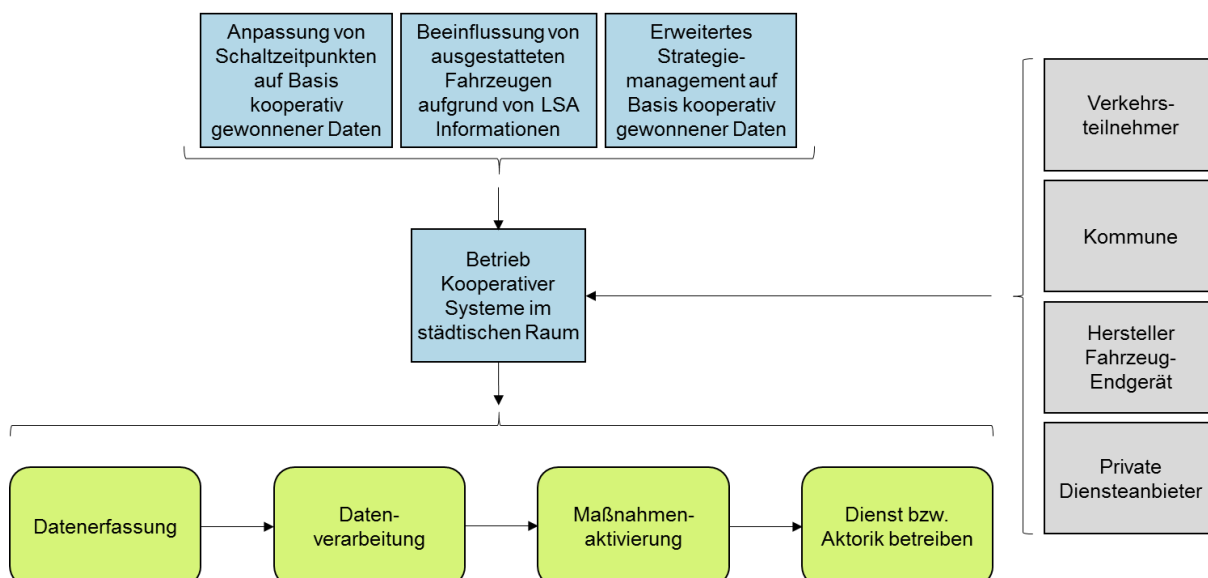 Anpassung von
Schaltzeitpunkten
auf Basis
kooperativ
gewonnener Daten
Beeinflussung von
ausgestatteten
Fahrzeugen
aufgrund von LSA
Informationen
Erweitertes
Strategie-
management auf
Basis kooperativ
gewonnener Daten
Verkehrs-
teilnehmer
Kommune
Betrieb
Kooperativer
Systeme im
städtischen Raum
Hersteller
Fahrzeug-
Endgerät
Private
Diensteanbieter
Datenerfassung
Daten-
verarbeitung
Maßnahmen-
aktivierung
Dienst bzw.
Aktorik betreiben